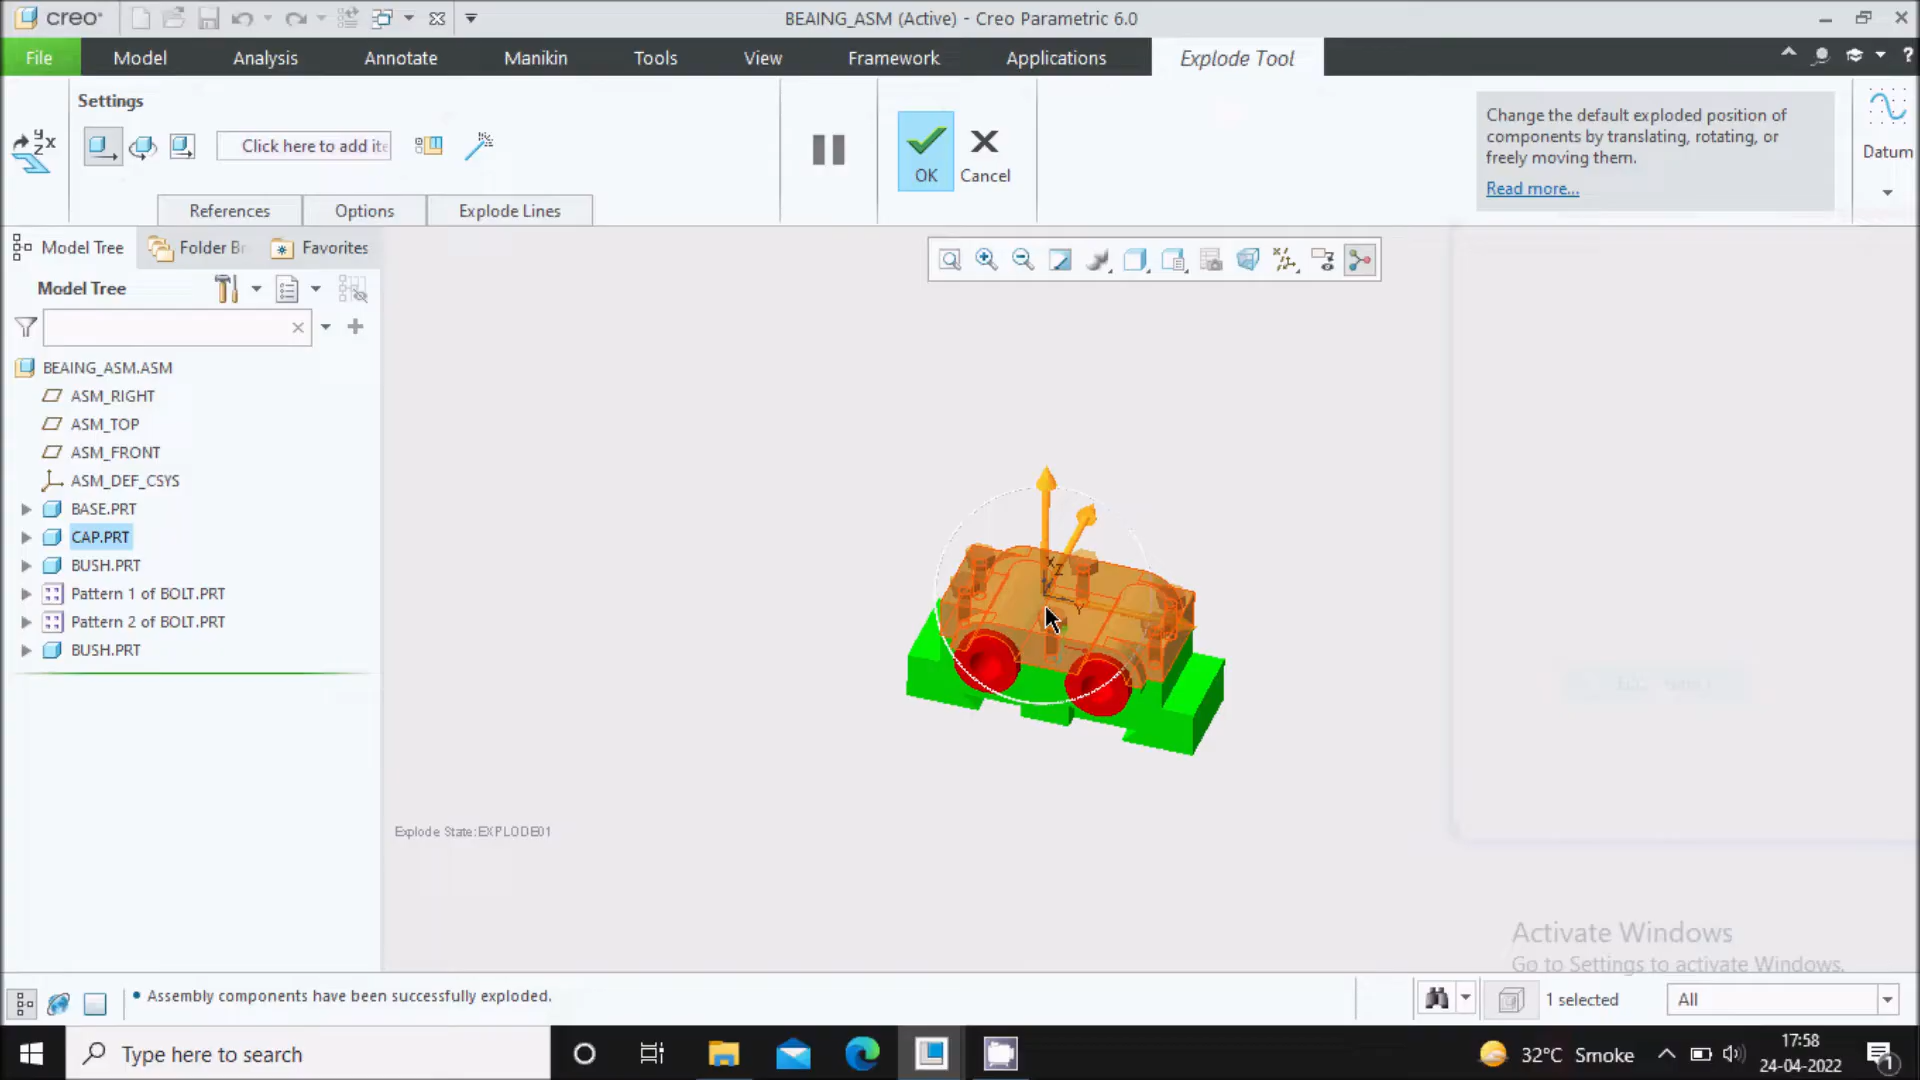 creo
BEAING_ASM (Active) - Creo Parametric 6.0
File
Model
Analysis
Annotate
Manikin
Tools
View
Framework
Applications
Explode Tool
Settings
Click here to add ite
OK
Cancel
Change the default exploded position of
components by translating, rotating, or
freely moving them.
Read more...
Datum
References
Options
Explode Lines
Model Tree
Folder Br
Favorites
Model Tree
BEAING_ASM.ASM
ASM_RIGHT
ASM_TOP
ASM_FRONT
ASM_DEF_CSYS
BASE.PRT
CAP.PRT
BUSH.PRT
Pattern 1 of BOLT.PRT
Pattern 2 of BOLT.PRT
BUSH.PRT
X
Z
Y
Explode State:EXPLODE01
Activate Windows
Go to Settings to activate Windows.
• Assembly components have been successfully exploded.
1 selected
All
Type here to search
32°C Smoke
17:58
24-04-2022
1